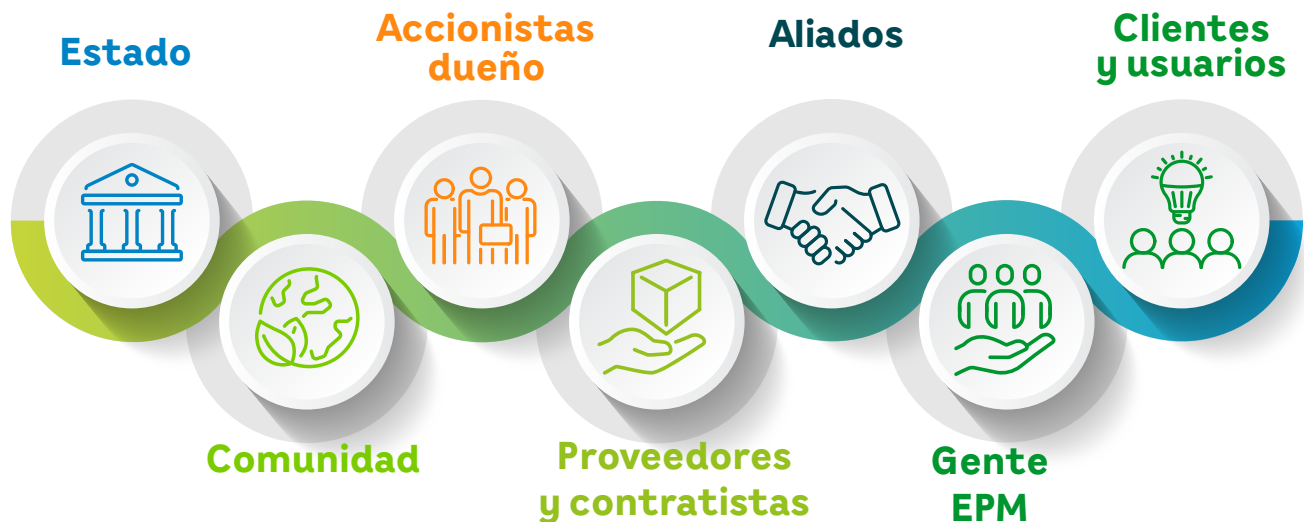 Estado
Comunidad
Accionistas
dueño
Proveedores
y contratistas
Aliados
Gente
EPM
Clientes
y usuarios